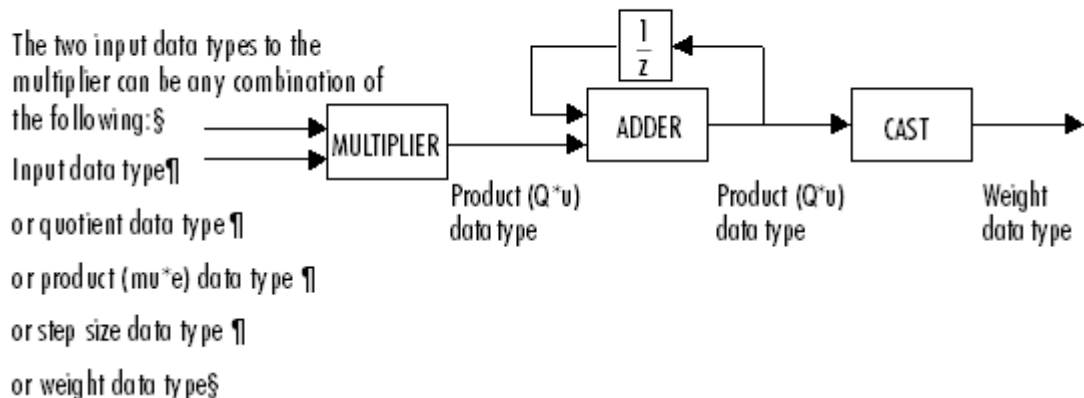 The two input data types to the
multiplier can be any combination of
the following:§
Input data type¶
or quotient data type ¶
or product (mu*e) data type ¶
or step size data type ¶
or weight data type§
MULTIPLIER
Product (Q*u)
data type
1
z
ADDER
Product (Q*u)
data type
CAST
Weight
data type